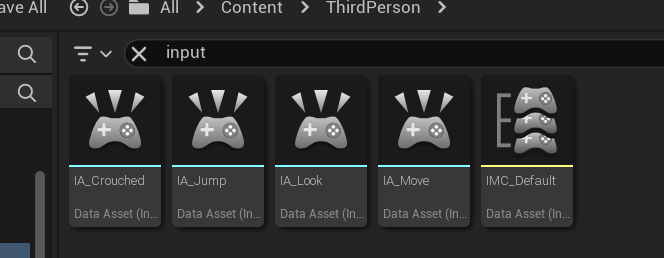 ave All
All > Content > ThirdPerson >
input
IA_Crouched IA_Jump IA_Look IA_Move IMC_Default
Data Asset (In... Data Asset (In... Data Asset (In... Data Asset (In... Data Asset (In...